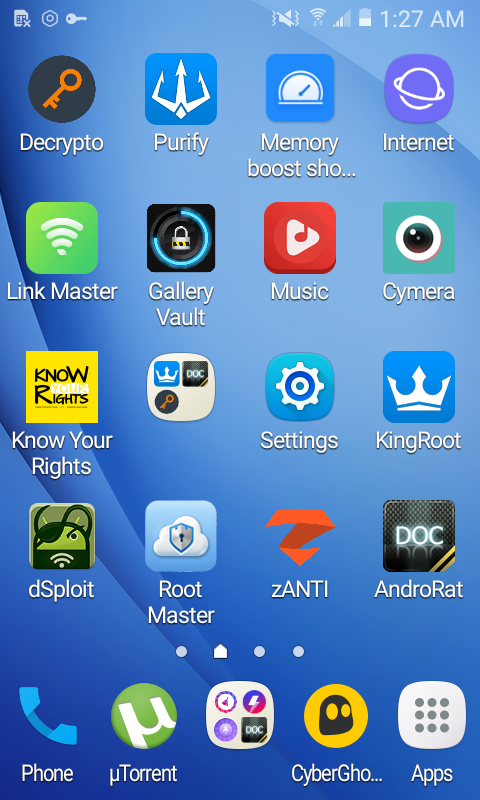 1:27 AM
Decrypto
Purify
Memory
boost sho...
Internet
Link Master
Gallery
Vault
Music
Cymera
KNOW
YOUR
RIGHTS
Know Your
Rights
DOC
Settings
KingRoot
dSploit
Root
Master
zANTI
DOC
AndroRat
Phone
µ
µTorrent
DOC
CyberGho...
Apps